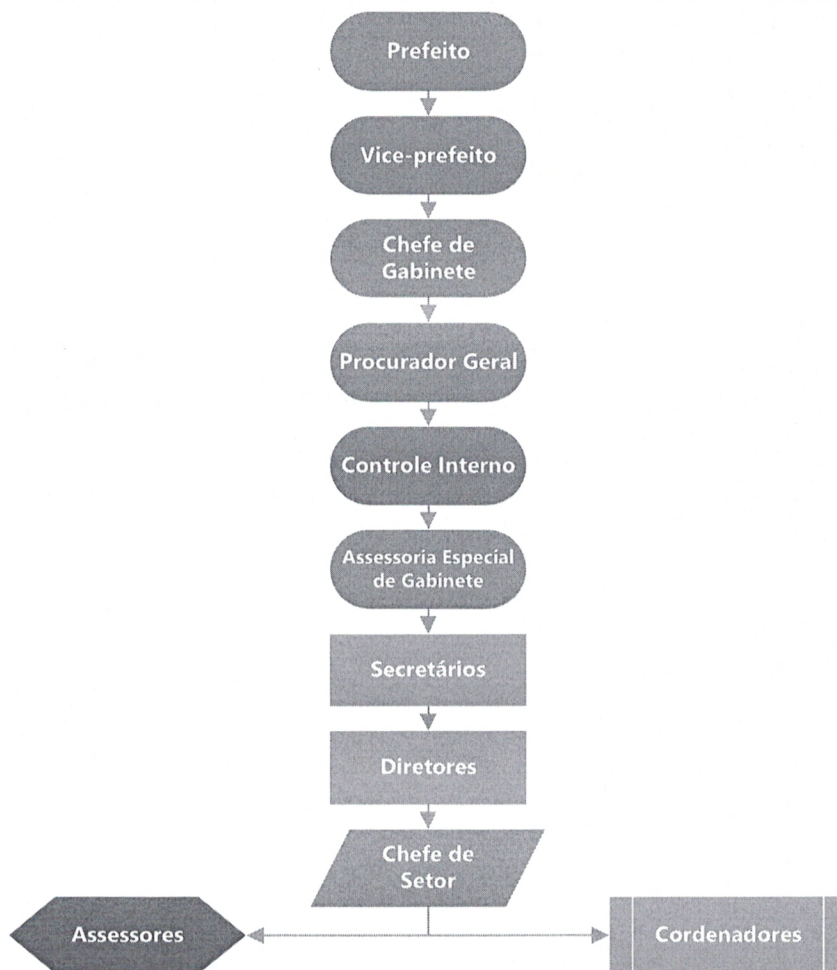 Prefeito
Vice-prefeito
Chefe de
Gabinete
Procurador Geral
Controle Interno
Assessoria Especial
de Gabinete
Secretários
Diretores
Chefe de
Setor
Assessores
Cordenadores